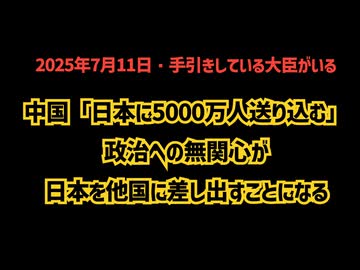 2025年7月11日・手引きしている大臣がいる
中国「日本に5000万人送り込む」
政治への無関心が
日本を他国に差し出すことになる